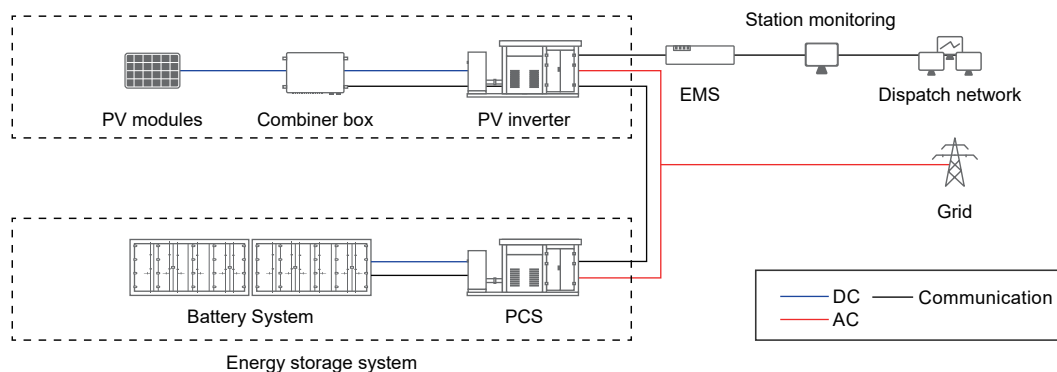 Station monitoring
PV modules
Combiner box
PV inverter
EMS
Dispatch network
Grid
Battery System
PCS
DC
Communication
AC
Energy storage system